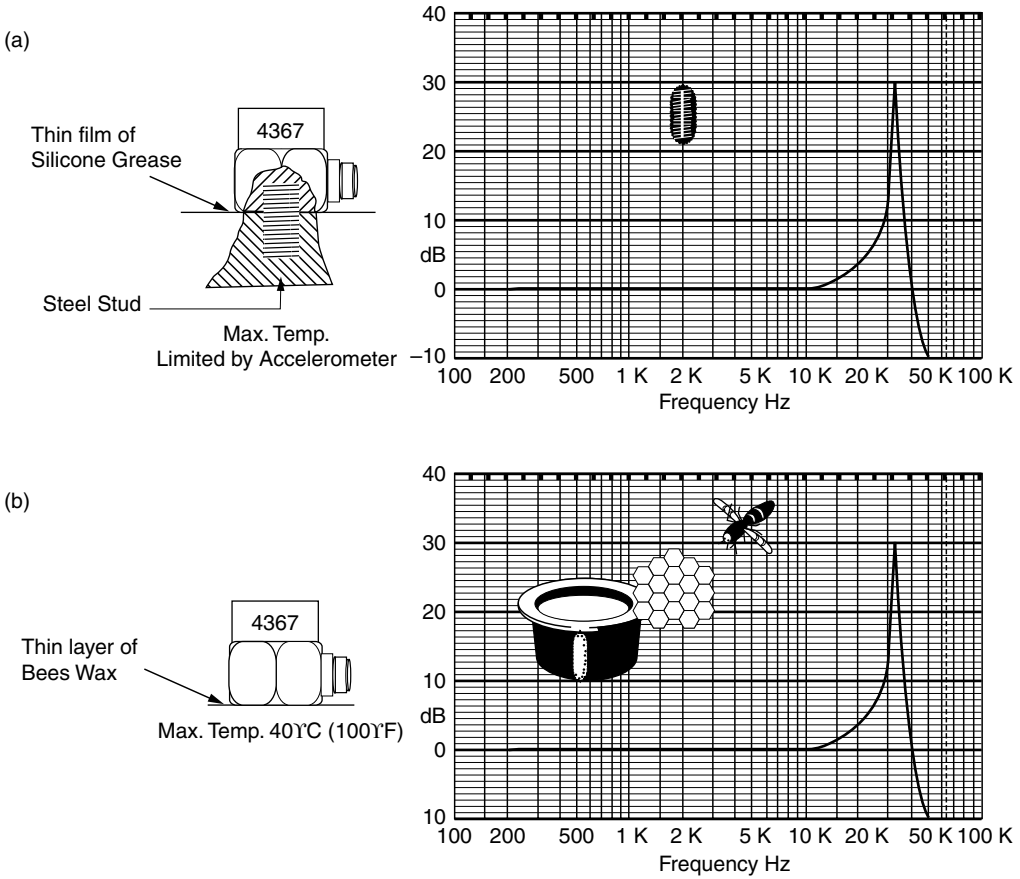 (a)
Thin film of
Silicone Grease
4367
Steel Stud
Max. Temp.
Limited by Accelerometer
40
30
20
10
dB
0
–10
100 200 500 1 K 2 K 5 K 10 K 20 K 50 K 100 K
Frequency Hz
(b)
4367
Thin layer of
Bees Wax
Max. Temp. 40ϒC (100ϒF)
40
30
20
10
dB
0
10
100 200 500 1 K 2 K 5 K 10 K 20 K 50 K 100 K
Frequency Hz